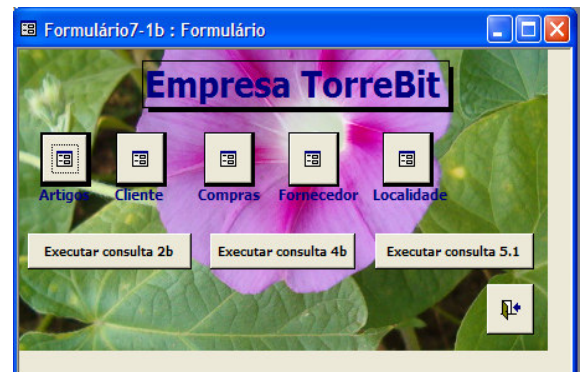 Formulário7-1b : Formulário
Empresa TorreBit
Artigos Cliente Compras Fornecedor Localidade
Executar consulta 2b Executar consulta 4b Executar consulta 5.1